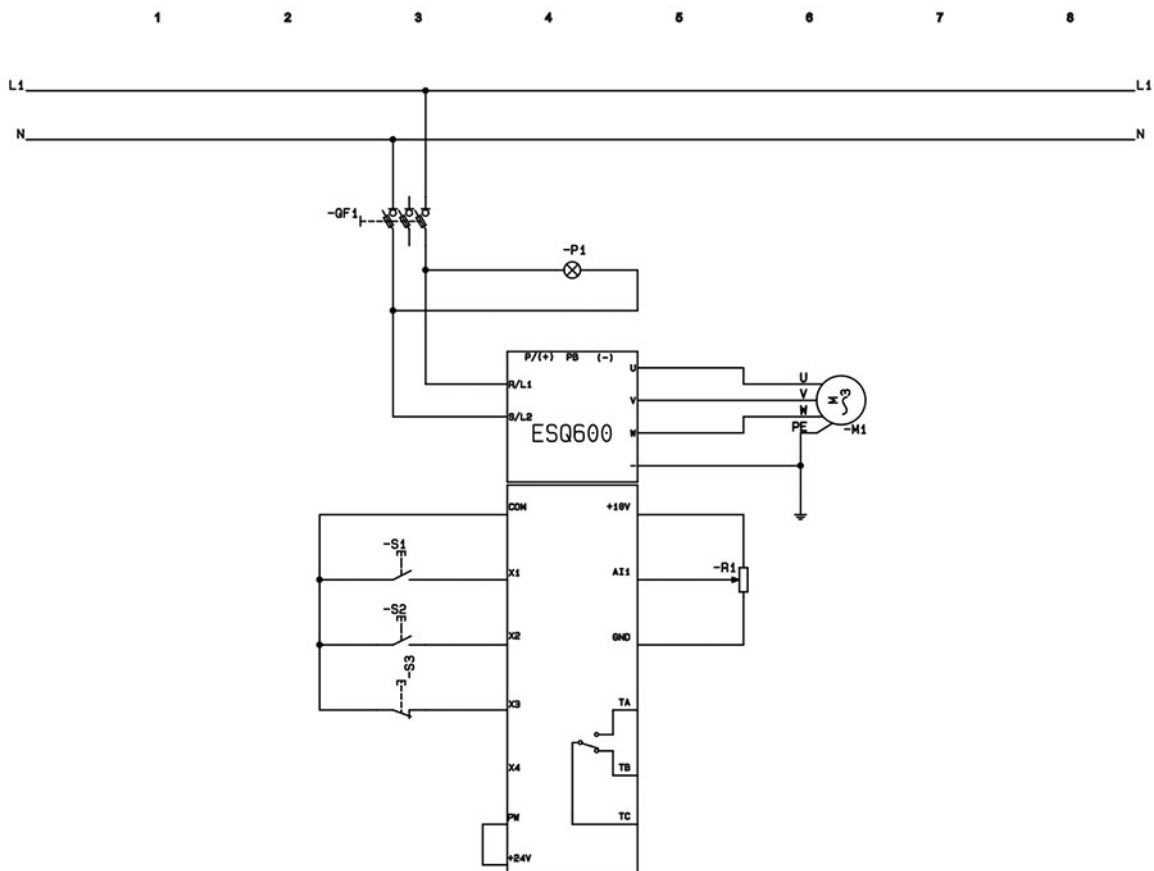 1 2 3 4 5 6 7 8
L1 L1
N N
-QF1
-P1
P/(+) PB (-)
U
R/L1
U
V
V
M 3
S/L2
W
W
ESQ600
PE
-M1
-
COM
+10V
-S1
X1
AI1
-R1
-S2
X2
GND
-S3
X3
TA
X4
TB
PW
TC
+24V